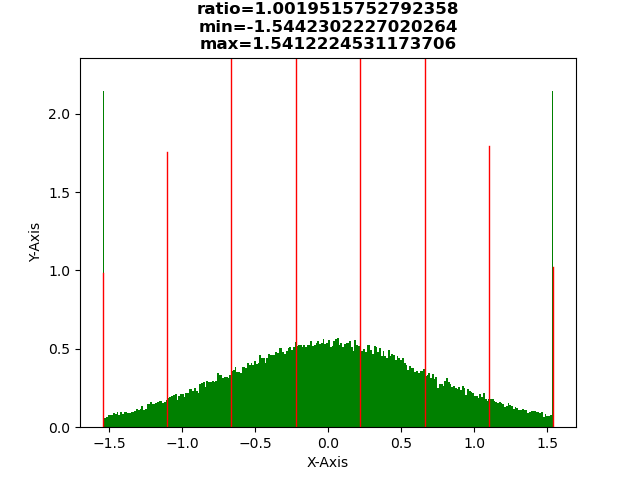 ratio=1.0019515752792358
min=-1.5442302227020264
max=1.5412224531173706
2.0
1.5
1.0
0.5
0.0
Y-Axis
−1.5 −1.0 −0.5 0.0 0.5 1.0 1.5
X-Axis